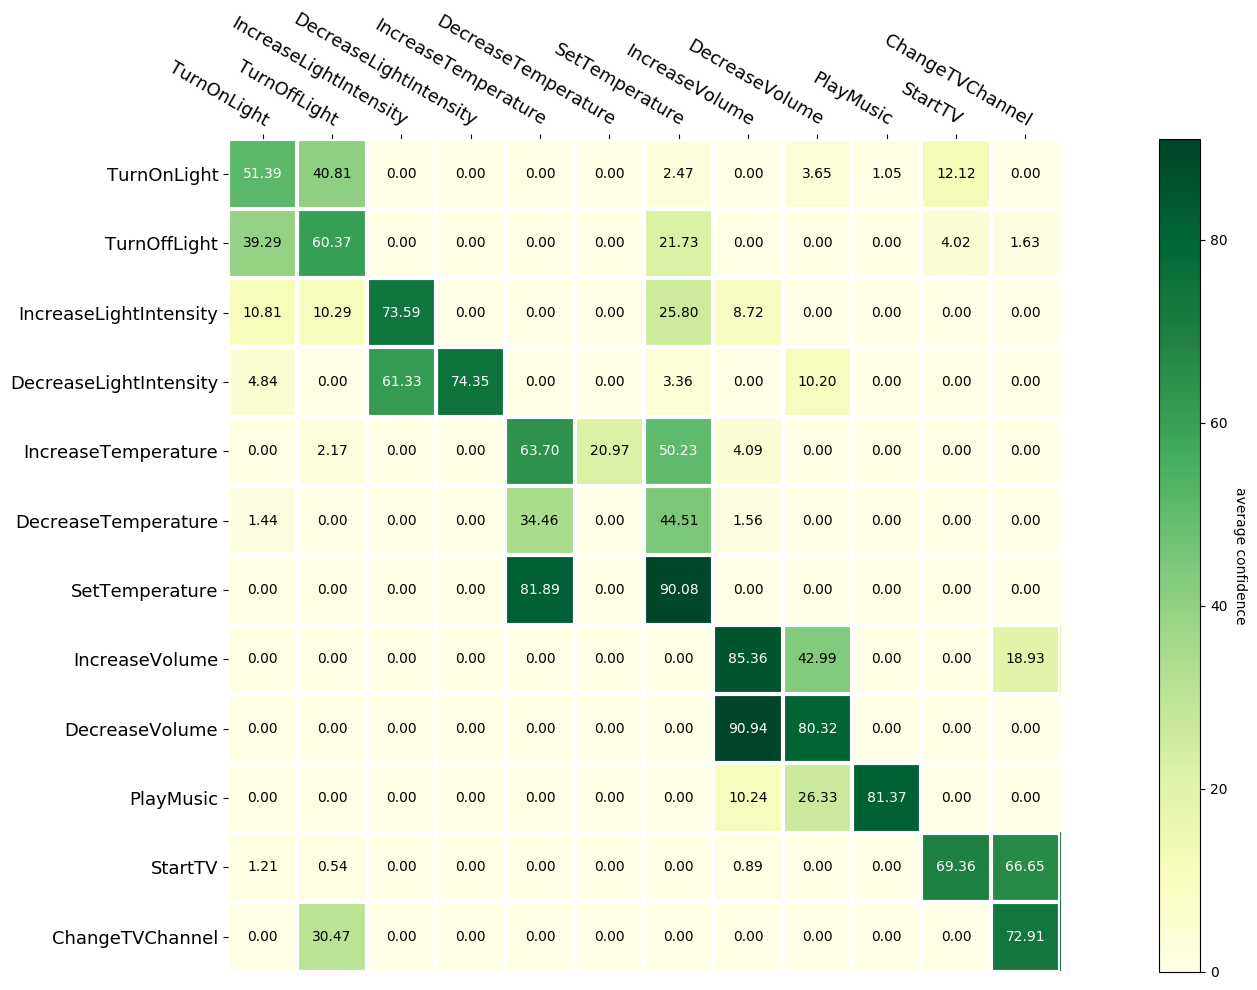 TurnOnLight
TurnOffLight
IncreaseLightIntensity
DecreaseLightIntensity
IncreaseTemperature
DecreaseTemperature
SetTemperature
IncreaseVolume
DecreaseVolume
PlayMusic
StartTV
ChangeTVChannel
TurnOnLight 51.39 40.81 0.00 0.00 0.00 0.00 2.47 0.00 3.65 1.05 12.12 0.00
TurnOffLight 39.29 60.37 0.00 0.00 0.00 0.00 21.73 0.00 0.00 0.00 4.02 1.63
IncreaseLightIntensity 10.81 10.29 73.59 0.00 0.00 0.00 25.80 8.72 0.00 0.00 0.00 0.00
DecreaseLightIntensity 4.84 0.00 61.33 74.35 0.00 0.00 3.36 0.00 10.20 0.00 0.00 0.00
IncreaseTemperature 0.00 2.17 0.00 0.00 63.70 20.97 50.23 4.09 0.00 0.00 0.00 0.00
DecreaseTemperature 1.44 0.00 0.00 0.00 34.46 0.00 44.51 1.56 0.00 0.00 0.00 0.00
SetTemperature 0.00 0.00 0.00 0.00 81.89 0.00 90.08 0.00 0.00 0.00 0.00 0.00
IncreaseVolume 0.00 0.00 0.00 0.00 0.00 0.00 0.00 85.36 42.99 0.00 0.00 18.93
DecreaseVolume 0.00 0.00 0.00 0.00 0.00 0.00 0.00 90.94 80.32 0.00 0.00 0.00
PlayMusic 0.00 0.00 0.00 0.00 0.00 0.00 0.00 10.24 26.33 81.37 0.00 0.00
StartTV 1.21 0.54 0.00 0.00 0.00 0.00 0.00 0.89 0.00 0.00 69.36 66.65
ChangeTVChannel 0.00 30.47 0.00 0.00 0.00 0.00 0.00 0.00 0.00 0.00 0.00 72.91
80
60
40
20
0
average confidence